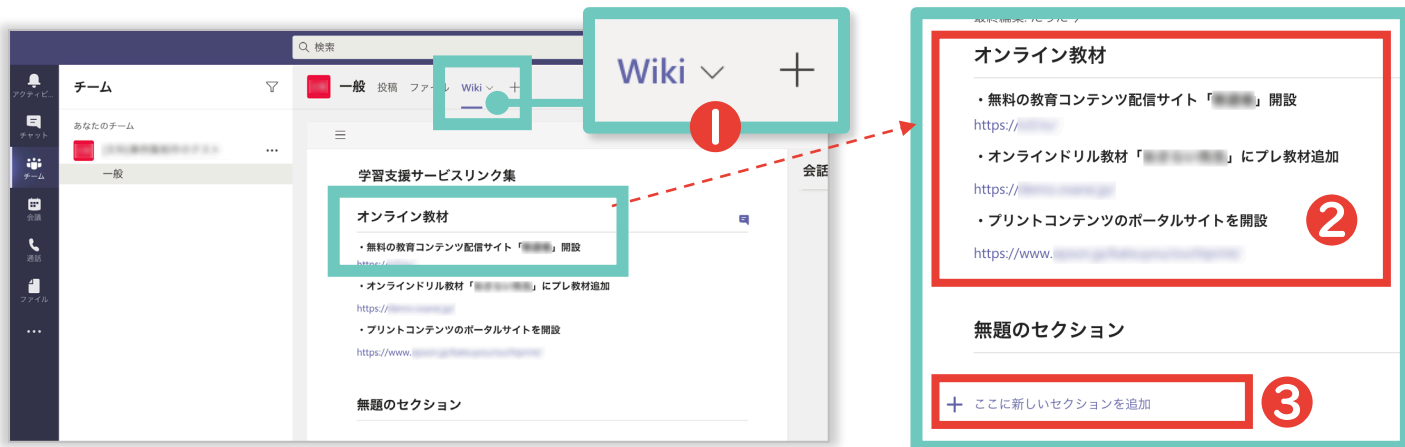 検索
アクティビ...
チャット
チーム
会議
通話
ファイル
チーム
あなたのチーム
一般
一般 投稿 ファイル Wiki
学習支援サービスリンク集
オンライン教材
・無料の教育コンテンツ配信サイト「 」開設
https://
・オンラインドリル教材「 」にプレ教材追加
https://
・プリントコンテンツのポータルサイトを開設
https://www.
無題のセクション
会話
Wiki
1
オンライン教材
・無料の教育コンテンツ配信サイト「 」開設
https://
・オンラインドリル教材「 」にプレ教材追加
https://
・プリントコンテンツのポータルサイトを開設
https://www.
2
無題のセクション
ここに新しいセクションを追加
3